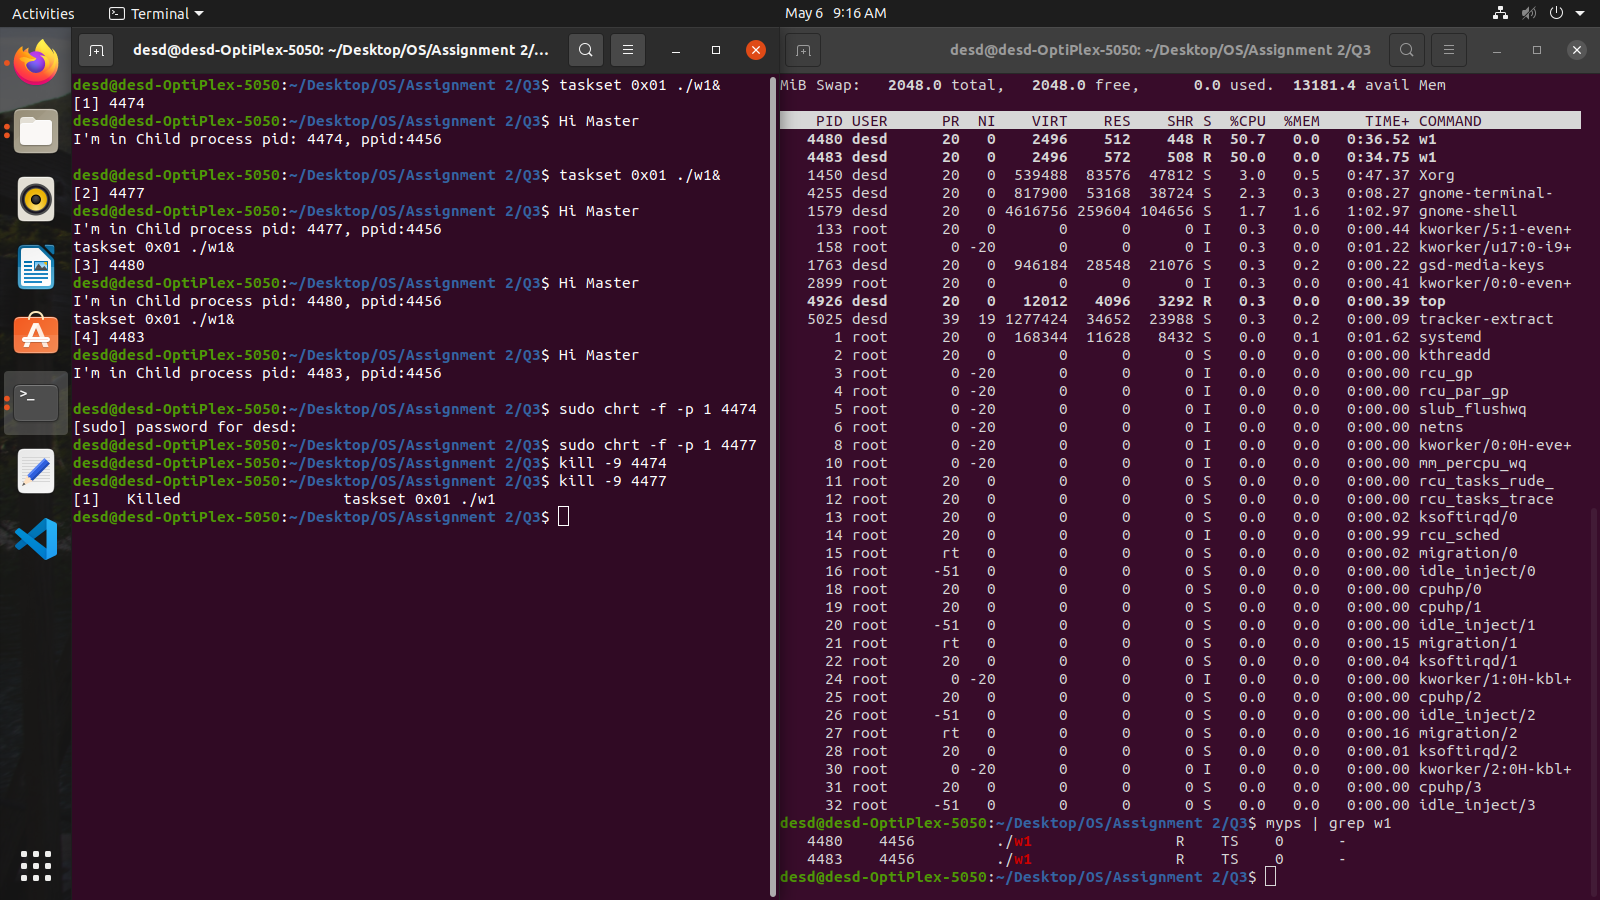 Activities
Terminal
May 6 9:16 AM
desd@desd-OptiPlex-5050: ~/Desktop/OS/Assignment 2/...
desd@desd-OptiPlex-5050:~/Desktop/OS/Assignment 2/Q3$ taskset 0x01 ./w1&
[1] 4474
desd@desd-OptiPlex-5050:~/Desktop/OS/Assignment 2/Q3$ Hi Master
I'm in Child process pid: 4474, ppid:4456
desd@desd-OptiPlex-5050:~/Desktop/OS/Assignment 2/Q3$ taskset 0x01 ./w1&
[2] 4477
desd@desd-OptiPlex-5050:~/Desktop/OS/Assignment 2/Q3$ Hi Master
I'm in Child process pid: 4477, ppid:4456
taskset 0x01 ./w1&
[3] 4480
desd@desd-OptiPlex-5050:~/Desktop/OS/Assignment 2/Q3$ Hi Master
I'm in Child process pid: 4480, ppid:4456
taskset 0x01 ./w1&
[4] 4483
desd@desd-OptiPlex-5050:~/Desktop/OS/Assignment 2/Q3$ Hi Master
I'm in Child process pid: 4483, ppid:4456
desd@desd-OptiPlex-5050:~/Desktop/OS/Assignment 2/Q3$ sudo chrt -f -p 1 4474
[sudo] password for desd:
desd@desd-OptiPlex-5050:~/Desktop/OS/Assignment 2/Q3$ sudo chrt -f -p 1 4477
desd@desd-OptiPlex-5050:~/Desktop/OS/Assignment 2/Q3$ kill -9 4474
desd@desd-OptiPlex-5050:~/Desktop/OS/Assignment 2/Q3$ kill -9 4477
[1]   Killed                  taskset 0x01 ./w1
desd@desd-OptiPlex-5050:~/Desktop/OS/Assignment 2/Q3$
desd@desd-OptiPlex-5050: ~/Desktop/OS/Assignment 2/Q3
MiB Swap:   2048.0 total,   2048.0 free,      0.0 used.  13181.4 avail Mem
PID USER      PR  NI    VIRT    RES    SHR S  %CPU  %MEM     TIME+ COMMAND
4480 desd      20   0    2496    512    448 R  50.7   0.0   0:36.52 w1
4483 desd      20   0    2496    572    508 R  50.0   0.0   0:34.75 w1
1450 desd      20   0  539488  83576  47812 S   3.0   0.5   0:47.37 Xorg
4255 desd      20   0  817900  53168  38724 S   2.3   0.3   0:08.27 gnome-terminal-
1579 desd      20   0 4616756 259604 104656 S   1.7   1.6   1:02.97 gnome-shell
133 root      20   0       0      0      0 I   0.3   0.0   0:00.44 kworker/5:1-even+
158 root       0 -20       0      0      0 I   0.3   0.0   0:01.22 kworker/u17:0-i9+
1763 desd      20   0  946184  28548  21076 S   0.3   0.2   0:00.22 gsd-media-keys
2899 root      20   0       0      0      0 I   0.3   0.0   0:00.41 kworker/0:0-even+
4926 desd      20   0   12012   4096   3292 R   0.3   0.0   0:00.39 top
5025 desd      39  19 1277424  34652  23988 S   0.3   0.2   0:00.09 tracker-extract
1 root      20   0  168344  11628   8432 S   0.0   0.1   0:01.62 systemd
2 root      20   0       0      0      0 S   0.0   0.0   0:00.00 kthreadd
3 root       0 -20       0      0      0 I   0.0   0.0   0:00.00 rcu_gp
4 root       0 -20       0      0      0 I   0.0   0.0   0:00.00 rcu_par_gp
5 root       0 -20       0      0      0 I   0.0   0.0   0:00.00 slub_flushwq
6 root       0 -20       0      0      0 I   0.0   0.0   0:00.00 netns
8 root       0 -20       0      0      0 I   0.0   0.0   0:00.00 kworker/0:0H-eve+
10 root       0 -20       0      0      0 I   0.0   0.0   0:00.00 mm_percpu_wq
11 root      20   0       0      0      0 S   0.0   0.0   0:00.00 rcu_tasks_rude_
12 root      20   0       0      0      0 S   0.0   0.0   0:00.00 rcu_tasks_trace
13 root      20   0       0      0      0 S   0.0   0.0   0:00.02 ksoftirqd/0
14 root      20   0       0      0      0 I   0.0   0.0   0:00.99 rcu_sched
15 root      rt   0       0      0      0 S   0.0   0.0   0:00.02 migration/0
16 root     -51   0       0      0      0 S   0.0   0.0   0:00.00 idle_inject/0
18 root      20   0       0      0      0 S   0.0   0.0   0:00.00 cpuhp/0
19 root      20   0       0      0      0 S   0.0   0.0   0:00.00 cpuhp/1
20 root     -51   0       0      0      0 S   0.0   0.0   0:00.00 idle_inject/1
21 root      rt   0       0      0      0 S   0.0   0.0   0:00.15 migration/1
22 root      20   0       0      0      0 S   0.0   0.0   0:00.04 ksoftirqd/1
24 root       0 -20       0      0      0 I   0.0   0.0   0:00.00 kworker/1:0H-kbl+
25 root      20   0       0      0      0 S   0.0   0.0   0:00.00 cpuhp/2
26 root     -51   0       0      0      0 S   0.0   0.0   0:00.00 idle_inject/2
27 root      rt   0       0      0      0 S   0.0   0.0   0:00.16 migration/2
28 root      20   0       0      0      0 S   0.0   0.0   0:00.01 ksoftirqd/2
30 root       0 -20       0      0      0 I   0.0   0.0   0:00.00 kworker/2:0H-kbl+
31 root      20   0       0      0      0 S   0.0   0.0   0:00.00 cpuhp/3
32 root     -51   0       0      0      0 S   0.0   0.0   0:00.00 idle_inject/3
desd@desd-OptiPlex-5050:~/Desktop/OS/Assignment 2/Q3$ myps | grep w1
4480    4456         ./w1                R    TS    0      -
4483    4456         ./w1                R    TS    0      -
desd@desd-OptiPlex-5050:~/Desktop/OS/Assignment 2/Q3$